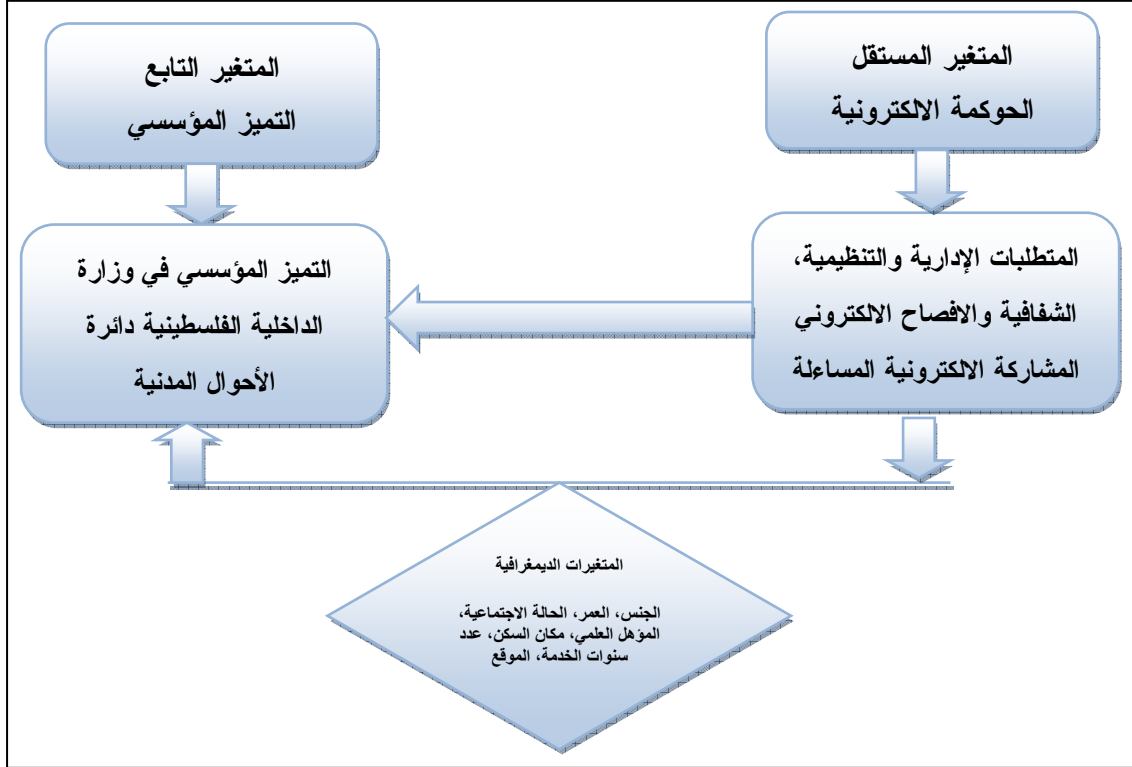 المتغير المستقل
الحوكمة الالكترونية
المتغير التابع
التميز المؤسسي
المتطلبات الإدارية والتنظيمية،
الشفافية والافصاح الالكتروني
المشاركة الالكترونية المساءلة
التميز المؤسسي في وزارة
الداخلية الفلسطينية دائرة
الأحوال المدنية
المتغيرات الديمغرافية
الجنس، العمر، الحالة الاجتماعية،
المؤهل العلمي، مكان السكن، عدد
سنوات الخدمة، الموقع